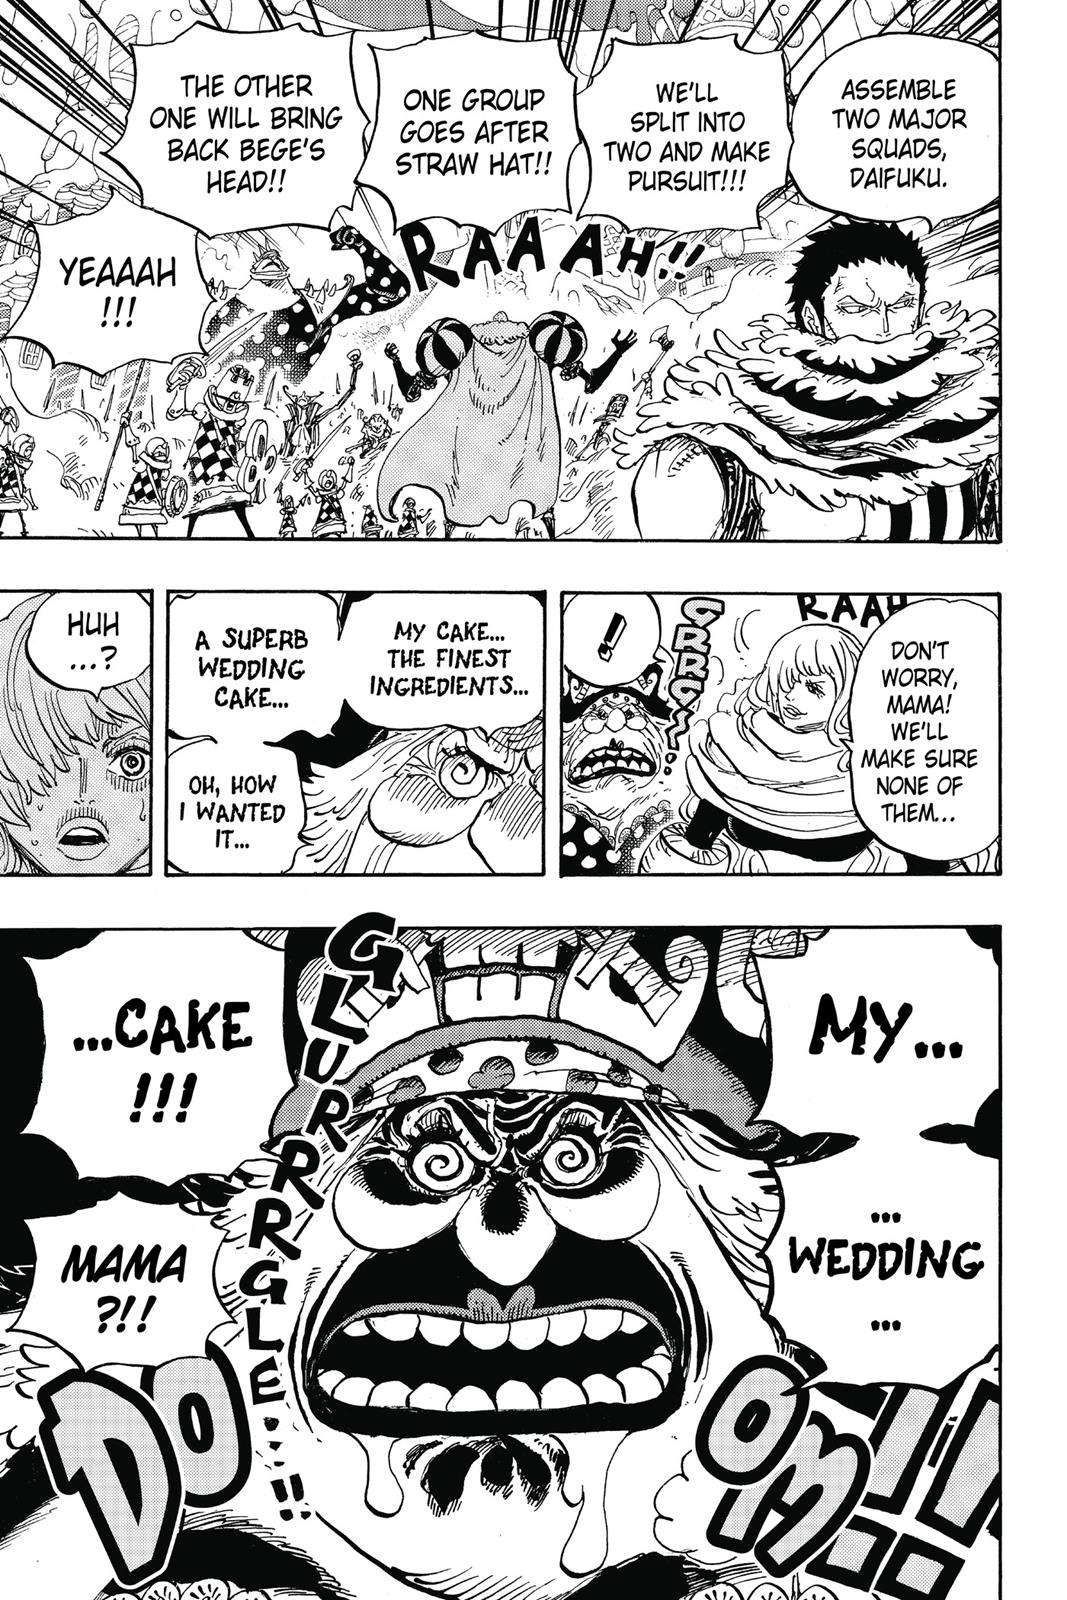 ASSEMBLE
TWO MAJOR
SQUADS,
DAIFUKU.
WE'LL
SPLIT INTO
TWO AND MAKE
PURSUIT!!!
ONE GROUP
GOES AFTER
STRAW HAT!!
THE OTHER
ONE WILL BRING
BACK BEGE'S
HEAD!!
RAAAAH!!
YEAAAH
!!!
RAAH
DON'T
WORRY,
MAMA!
WE'LL
MAKE SURE
NONE OF
THEM...
!
MY CAKE...
THE FINEST
INGREDIENTS...
A SUPERB
WEDDING
CAKE...
OH, HOW
I WANTED
IT...
HUH
...?
MY...
...
WEDDING
...
GLURRRGLE...!!
...CAKE
!!!
MAMA
?!!
DOOM!!